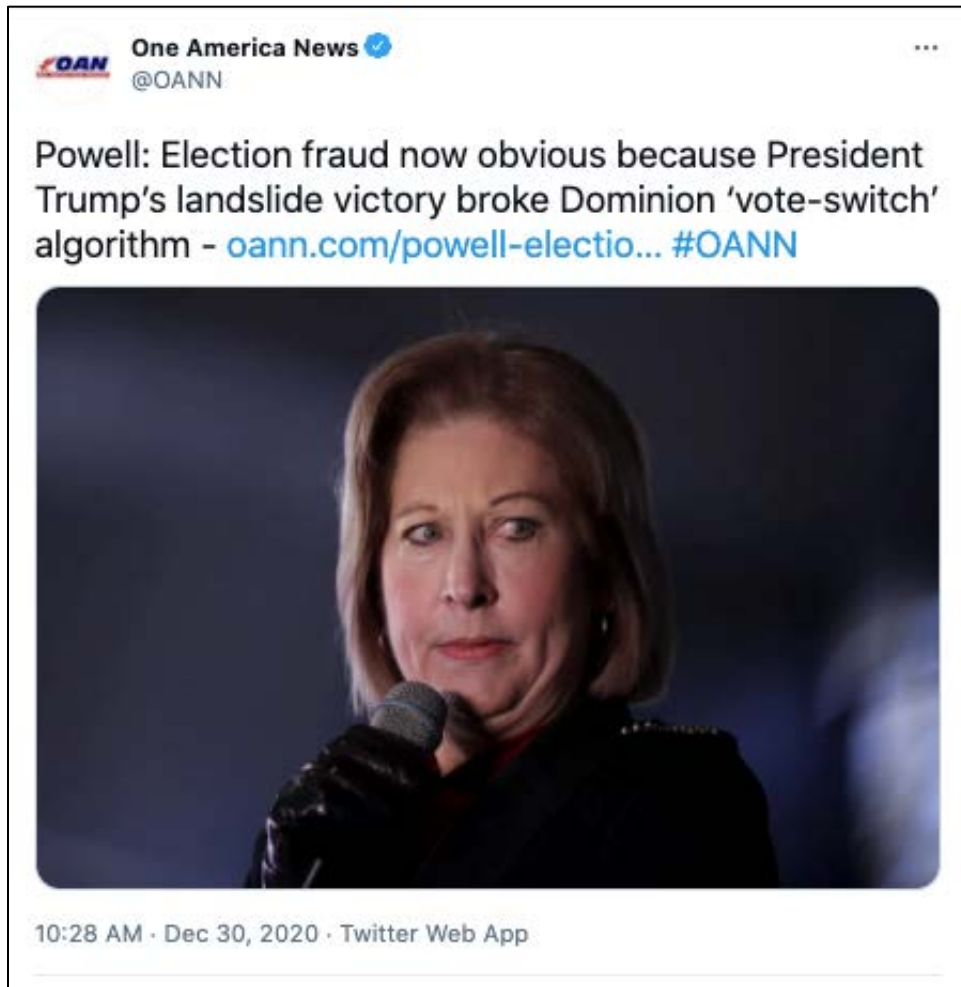 OAN
One America News
@OANN
...
Powell: Election fraud now obvious because President
Trump’s landslide victory broke Dominion ‘vote-switch’
algorithm - oann.com/powell-electio... #OANN
10:28 AM · Dec 30, 2020 · Twitter Web App